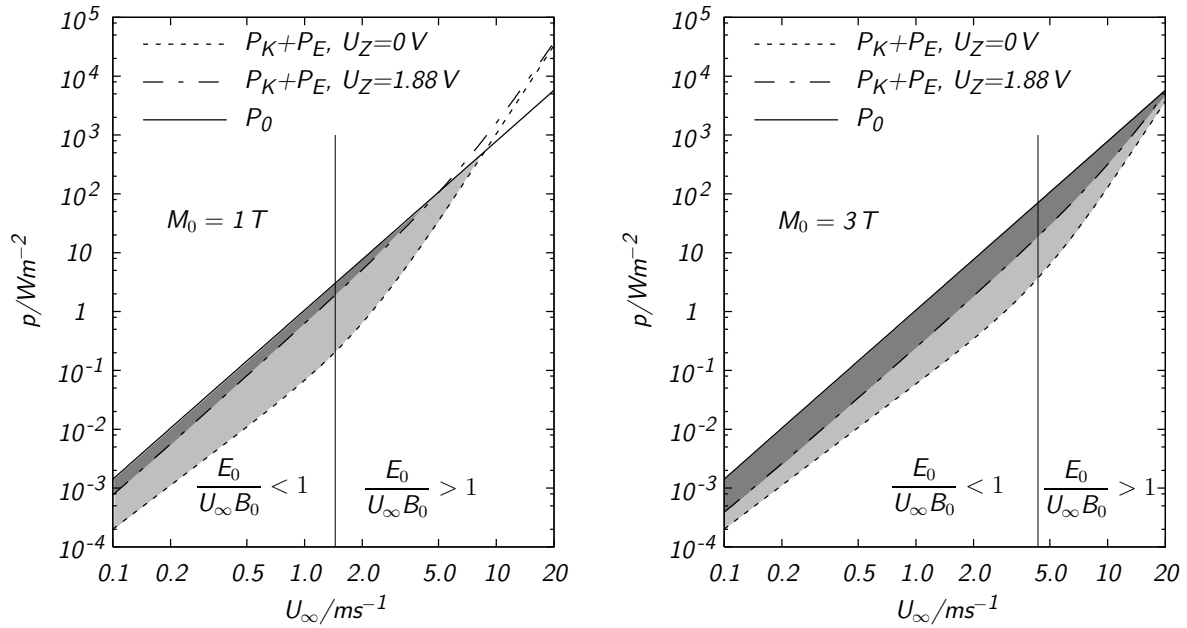 10^5
10^4
10^3
10^2
10
1
10^-1
10^-2
10^-3
10^-4
p/Wm^−2
P_K+P_E, U_Z=0 V
P_K+P_E, U_Z=1.88 V
P_0
M_0 = 1 T
E_0/U_∞B_0 < 1
E_0/U_∞B_0 > 1
0.1 0.2 0.5 1.0 2.0 5.0 10 20
U_∞/ms^−1
10^5
10^4
10^3
10^2
10
1
10^-1
10^-2
10^-3
10^-4
p/Wm^−2
P_K+P_E, U_Z=0 V
P_K+P_E, U_Z=1.88 V
P_0
M_0 = 3 T
E_0/U_∞B_0 < 1
E_0/U_∞B_0 > 1
0.1 0.2 0.5 1.0 2.0 5.0 10 20
U_∞/ms^−1